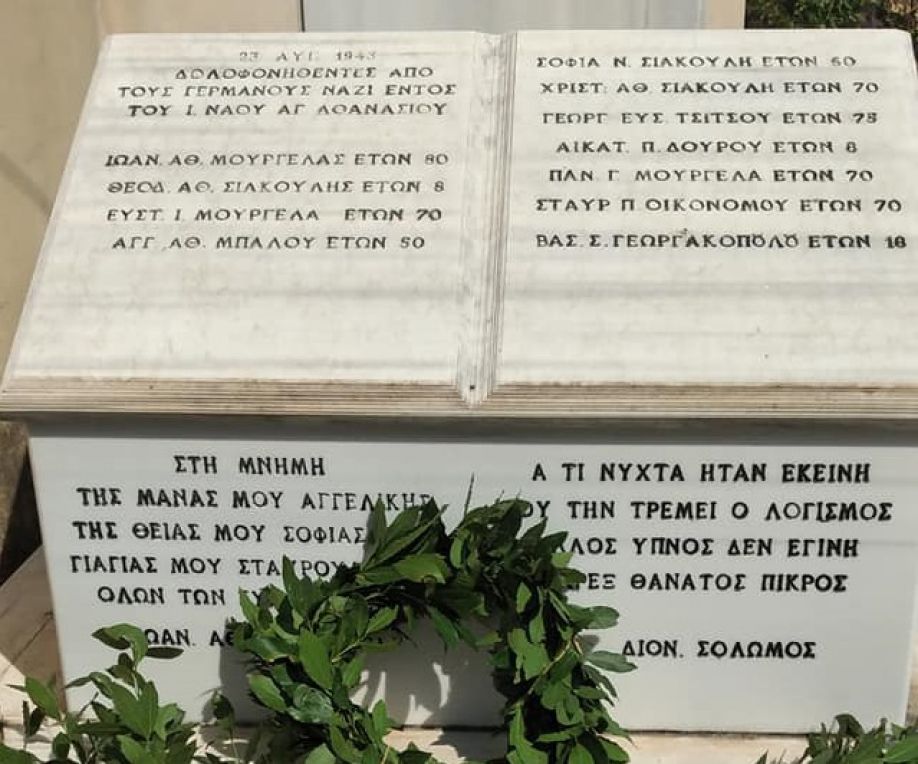 23 ΑΥΓ 1943
ΔΟΛΟΦΟΝΗΘΕΝΤΕΣ ΑΠΟ
ΤΟΥΣ ΓΕΡΜΑΝΟΥΣ ΝΑΖΙ ΕΝΤΟΣ
ΤΟΥ Ι. ΝΑΟΥ ΑΓ ΑΘΑΝΑΣΙΟΥ
ΙΩΑΝ. ΑΘ. ΜΟΥΡΓΕΛΑΣ ΕΤΩΝ 80
ΘΕΟΔ. ΑΘ. ΣΙΑΚΟΥΛΗΣ ΕΤΩΝ 8
ΕΥΣΤ. Ι. ΜΟΥΡΓΕΛΑ ΕΤΩΝ 70
ΑΓΓ. ΑΘ. ΜΠΑΛΟΥ ΕΤΩΝ 50
ΣΟΦΙΑ Ν. ΣΙΑΚΟΥΛΗ ΕΤΩΝ 60
ΧΡΙΣΤ. ΑΘ. ΣΙΑΚΟΥΛΗ ΕΤΩΝ 70
ΓΕΩΡΓ ΕΥΣ. ΤΣΙΤΣΟΥ ΕΤΩΝ 75
ΑΙΚΑΤ. Π. ΔΟΥΡΟΥ ΕΤΩΝ 8
ΠΑΝ. Γ. ΜΟΥΡΓΕΛΑ ΕΤΩΝ 70
ΣΤΑΥΡ Π. ΟΙΚΟΝΟΜΟΥ ΕΤΩΝ 70
ΒΑΣ. Σ. ΓΕΩΡΓΑΚΟΠΟΛΟ ΕΤΩΝ 18
ΣΤΗ ΜΝΗΜΗ
ΤΗΣ ΜΑΝΑΣ ΜΟΥ ΑΓΓΕΛΙΚΗΣ
ΤΗΣ ΘΕΙΑΣ ΜΟΥ ΣΟΦΙΑΣ
ΓΙΑΓΙΑΣ ΜΟΥ
ΟΛΩΝ ΤΩΝ
Α ΤΙ ΝΥΧΤΑ ΗΤΑΝ ΕΚΕΙΝΗ
ΤΗΝ ΤΡΕΜΕΙ Ο ΛΟΓΙΣΜΟΣ
ΥΠΝΟΣ ΔΕΝ ΕΓΙΝΗ
ΘΑΝΑΤΟΣ ΠΙΚΡΟΣ
ΔΙΟΝ. ΣΟΛΩΜΟΣ